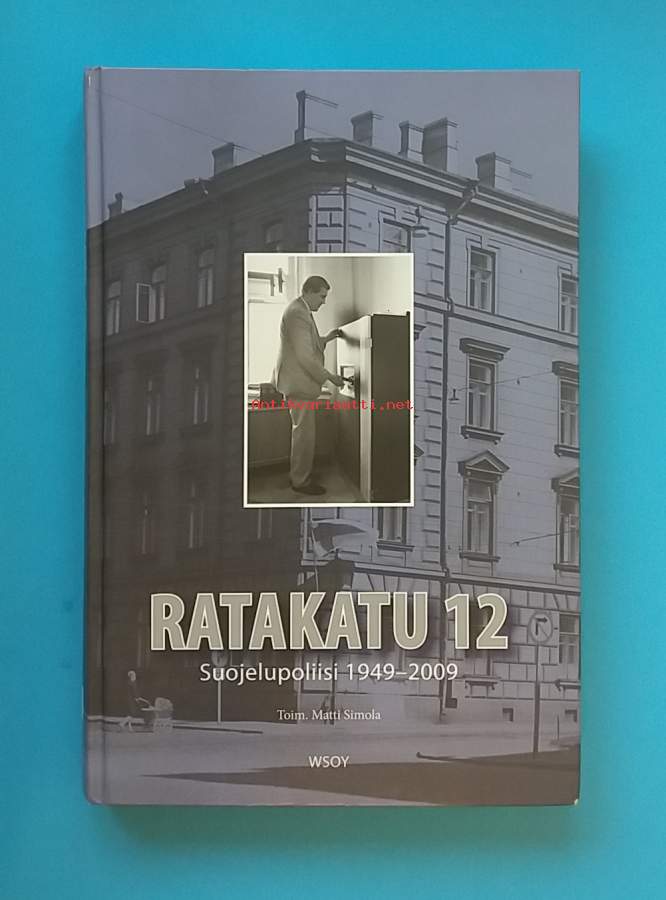 Antikvariaatti.net
RATAKATU 12
Suojelupoliisi 1949–2009
Toim. Matti Simola
WSOY